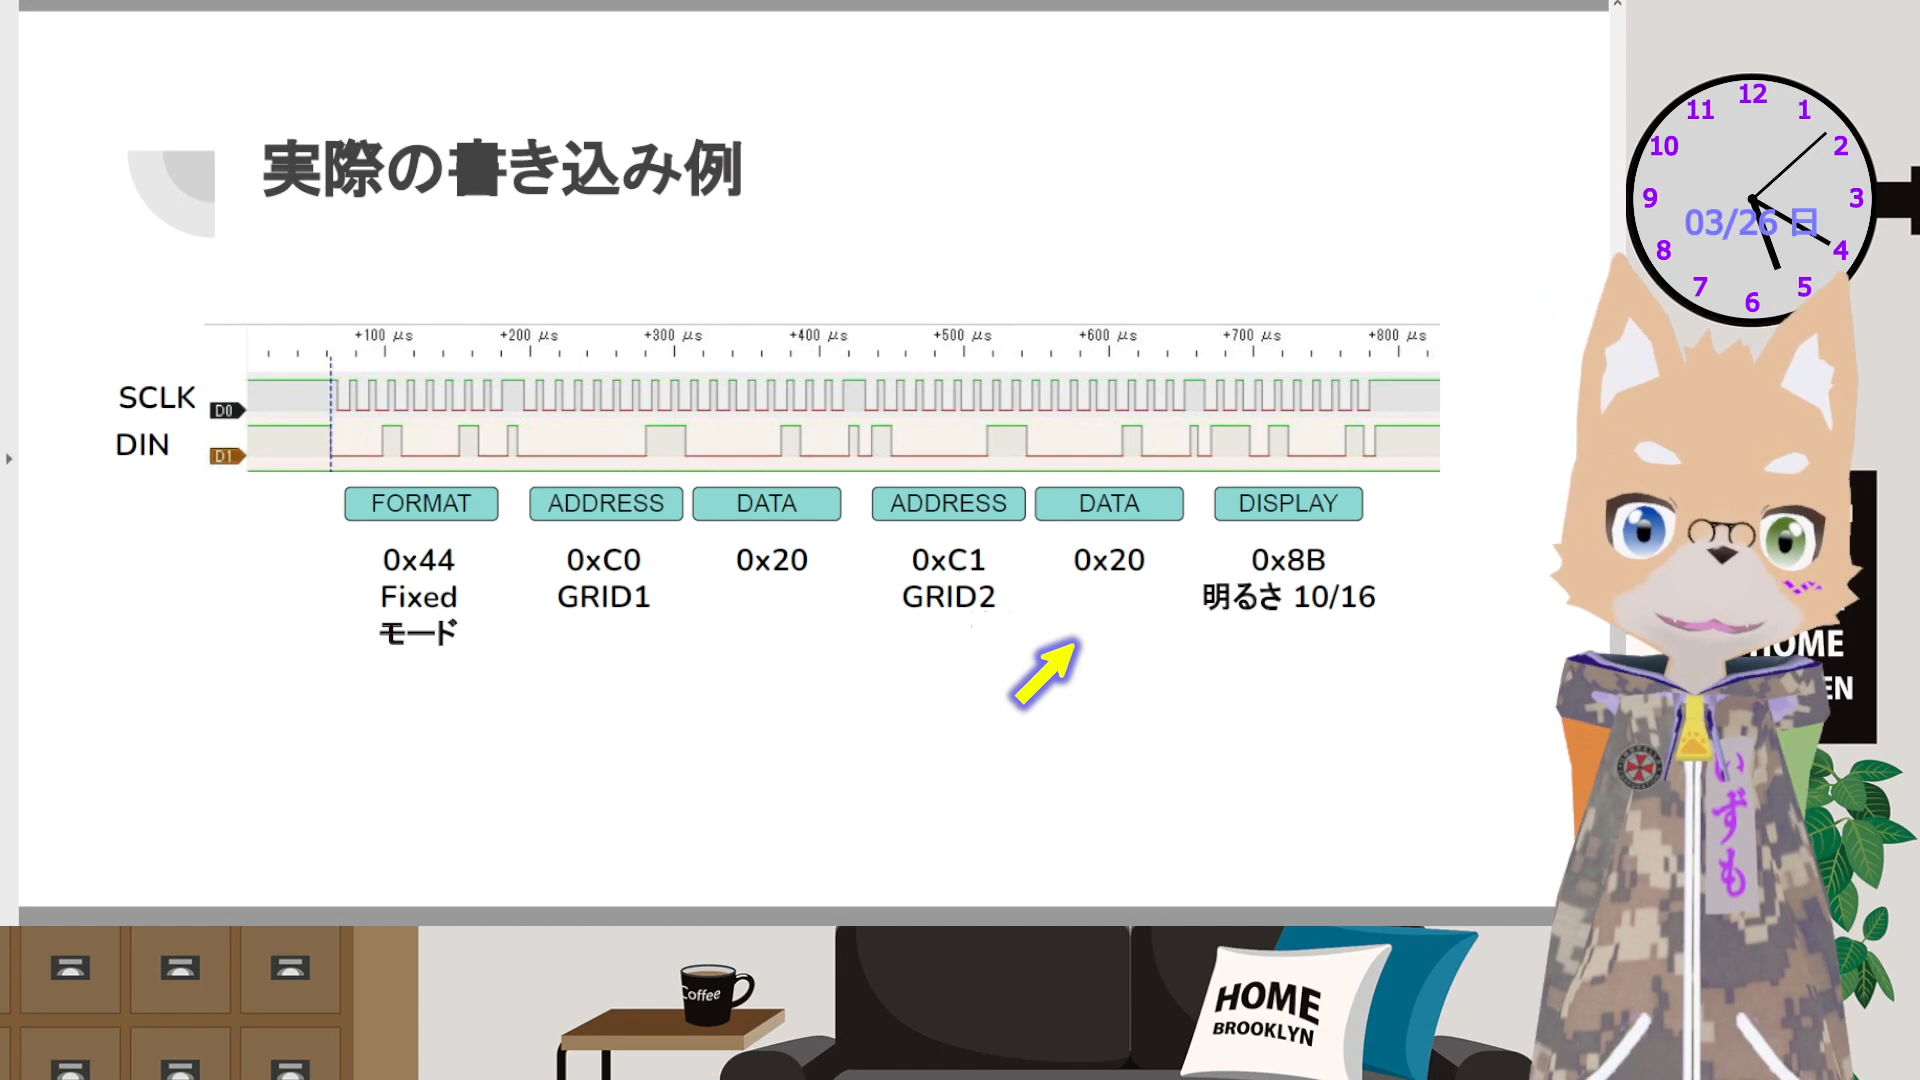 実際の書き込み例
+100 μs +200 μs +300 μs +400 μs +500 μs +600 μs +700 μs +800 μs
SCLK D0
DIN D1
FORMAT ADDRESS DATA ADDRESS DATA DISPLAY
0x44 0xC0 0x20 0xC1 0x20 0x8B
Fixed GRID1 GRID2 明るさ 10/16
モード
12
11 1
10 2
9 3
03/26 日
8 4
7 5
6
HOME
EN
いずも
Coffee
HOME
BROOKLYN